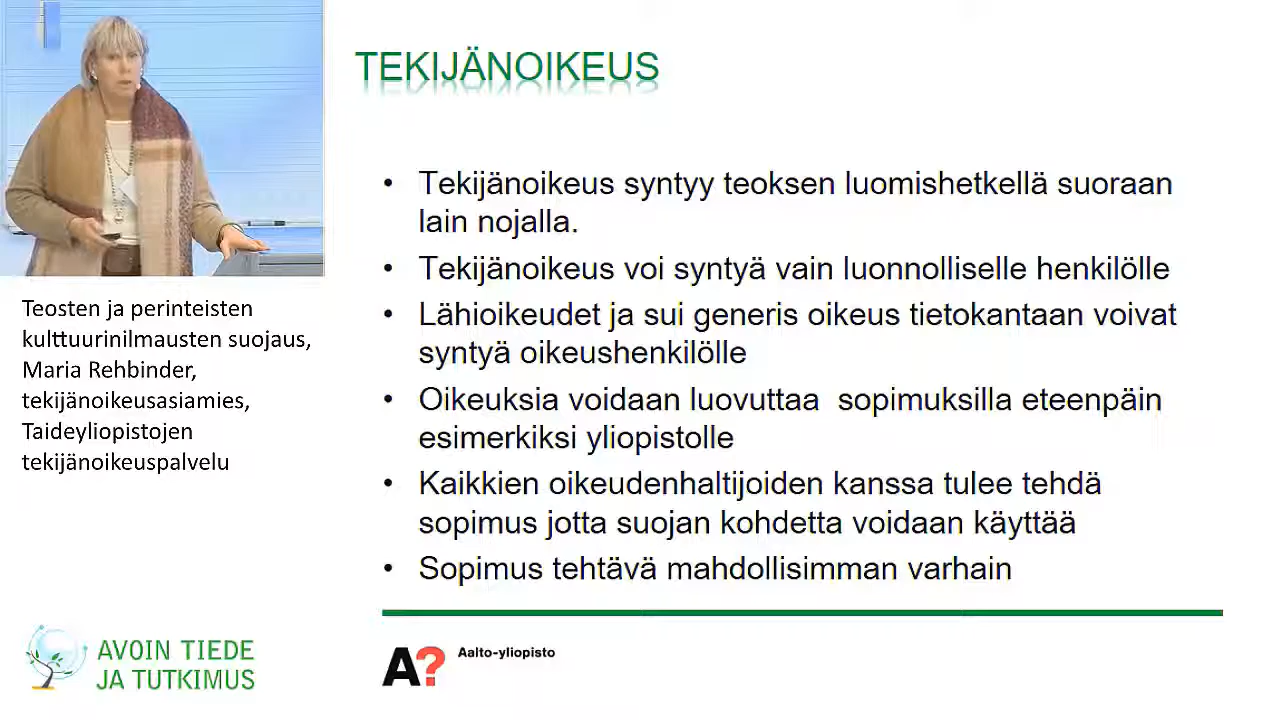 TEKIJÄNOIKEUS
• Tekijänoikeus syntyy teoksen luomishetkellä suoraan
lain nojalla.
• Tekijänoikeus voi syntyä vain luonnolliselle henkilölle
• Lähioikeudet ja sui generis oikeus tietokantaan voivat
syntyä oikeushenkilölle
• Oikeuksia voidaan luovuttaa sopimuksilla eteenpäin
esimerkiksi yliopistolle
• Kaikkien oikeudenhaltijoiden kanssa tulee tehdä
sopimus jotta suojan kohdetta voidaan käyttää
• Sopimus tehtävä mahdollisimman varhain
Teosten ja perinteisten
kulttuurinilmausten suojaus,
Maria Rehbinder,
tekijänoikeusasiamies,
Taideyliopistojen
tekijänoikeuspalvelu
AVOIN TIEDE
JA TUTKIMUS
A?
Aalto-yliopisto